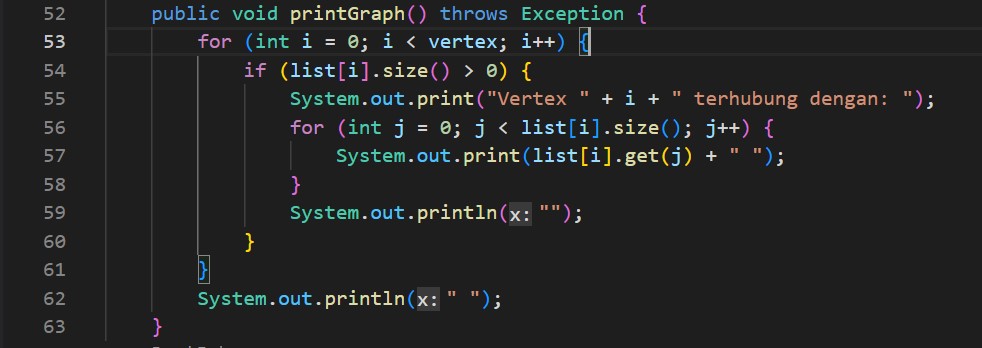 52 public void printGraph() throws Exception {
53 for (int i = 0; i < vertex; i++) {
54 if (list[i].size() > 0) {
55 System.out.print("Vertex " + i + " terhubung dengan: ");
56 for (int j = 0; j < list[i].size(); j++) {
57 System.out.print(list[i].get(j) + " ");
58 }
59 System.out.println(x: "");
60 }
61 }
62 System.out.println(x: " ");
63 }